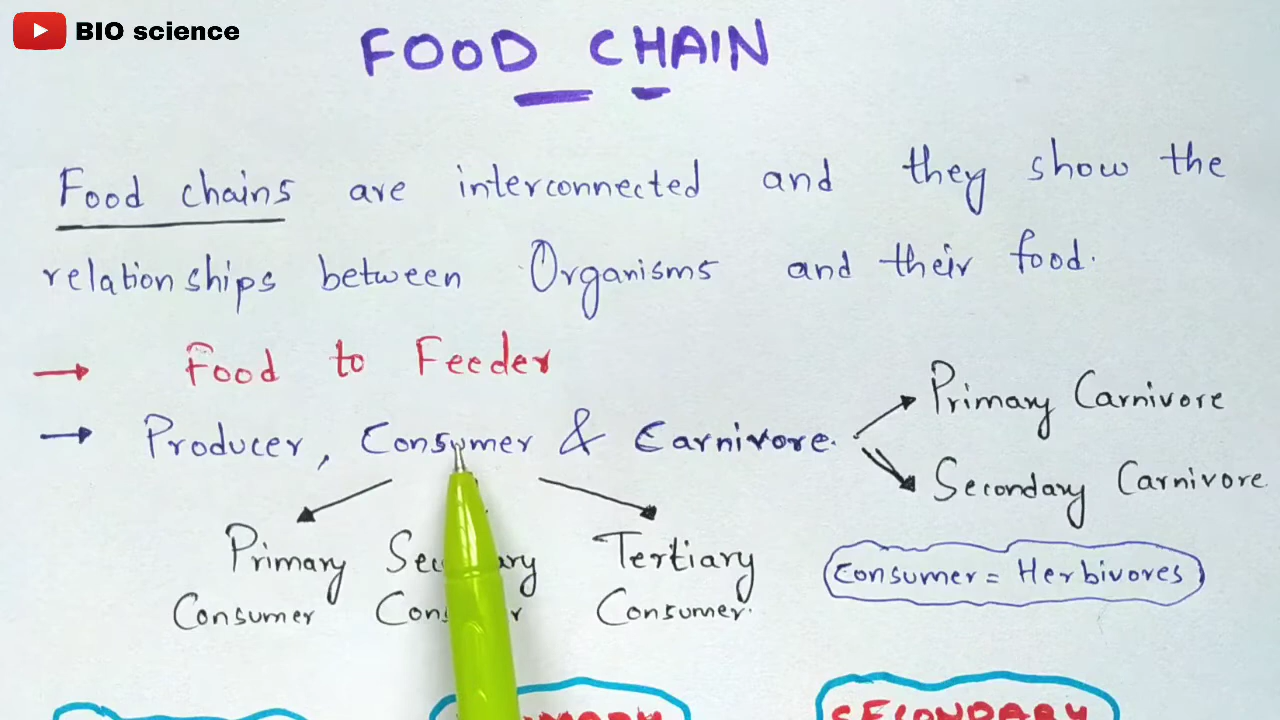 BIO science
FOOD CHAIN
Food chains are interconnected and they show the
relationships between Organisms and their food.
→ Food to Feeder
→ Producer, Consumer & Carnivore.
Primary Carnivore
Secondary Carnivore
Primary Tertiary
Consumer Consumer.
Consumer = Herbivores
SECONDARY